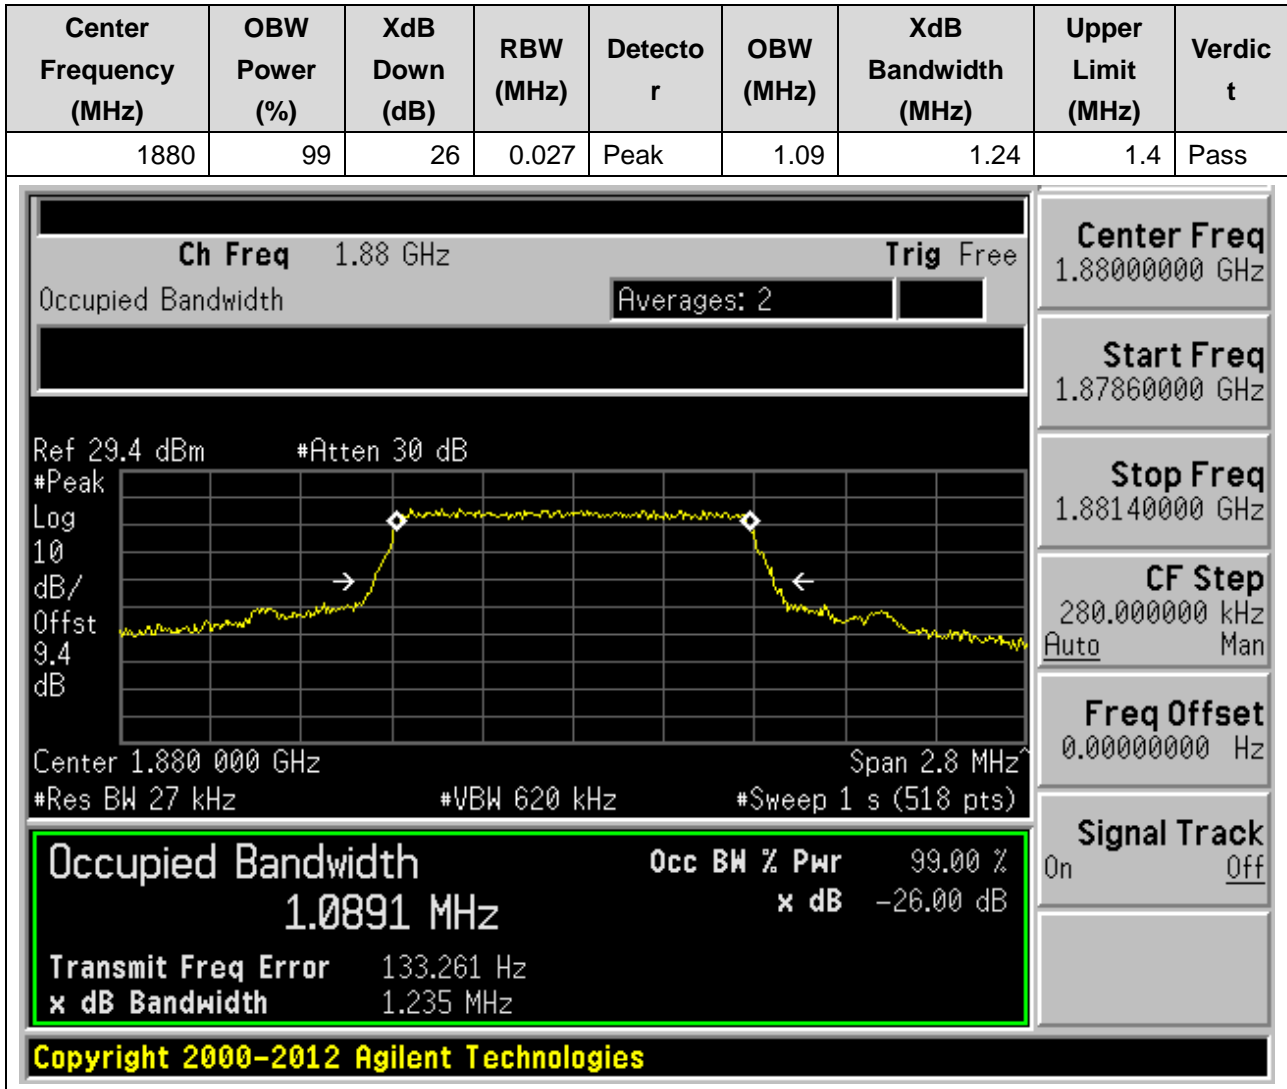 Center Frequency (MHz) OBW Power (%) XdB Down (dB) RBW (MHz) Detector OBW (MHz) XdB Bandwidth (MHz) Upper Limit (MHz) Verdict
1880 99 26 0.027 Peak 1.09 1.24 1.4 Pass
Ch Freq 1.88 GHz Trig Free
Occupied Bandwidth Averages: 2
Ref 29.4 dBm #Atten 30 dB
#Peak
Log
10
dB/
Offst
9.4
dB
Center 1.880 000 GHz Span 2.8 MHz^
#Res BW 27 kHz #VBW 620 kHz #Sweep 1 s (518 pts)
Occupied Bandwidth Occ BW % Pwr 99.00 %
1.0891 MHz x dB -26.00 dB
Transmit Freq Error 133.261 Hz
x dB Bandwidth 1.235 MHz
Copyright 2000-2012 Agilent Technologies
Center Freq
1.88000000 GHz
Start Freq
1.87860000 GHz
Stop Freq
1.88140000 GHz
CF Step
280.000000 kHz
Auto Man
Freq Offset
0.00000000 Hz
Signal Track
On Off